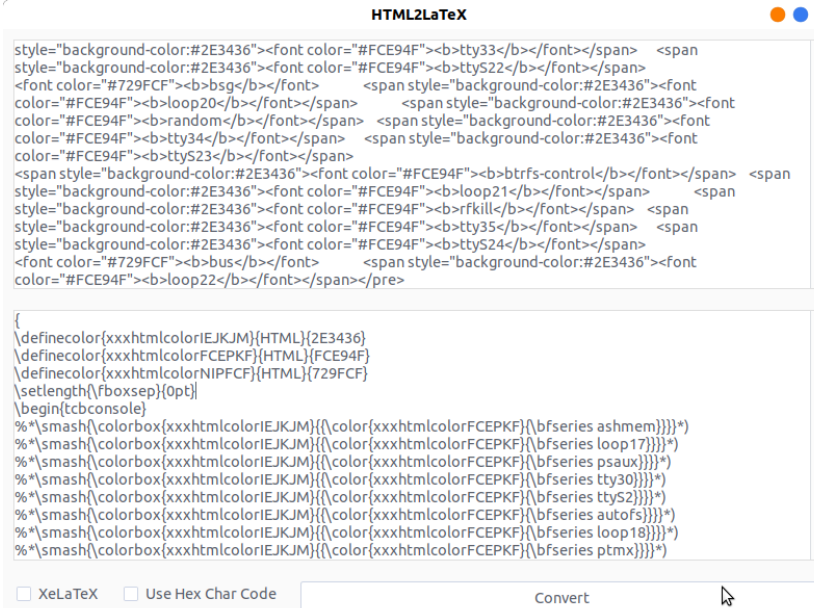 HTML2LaTeX
style="background-color:#2E3436"><font color="#FCE94F"><b>tty33</b></font></span>    <span
style="background-color:#2E3436"><font color="#FCE94F"><b>ttyS22</b></font></span>
<font color="#729FCF"><b>bsg</b></font>          <span style="background-color:#2E3436"><font
color="#FCE94F"><b>loop20</b></font></span>          <span style="background-color:#2E3436"><font
color="#FCE94F"><b>random</b></font></span>   <span style="background-color:#2E3436"><font
color="#FCE94F"><b>tty34</b></font></span>    <span style="background-color:#2E3436"><font
color="#FCE94F"><b>ttyS23</b></font></span>
<span style="background-color:#2E3436"><font color="#FCE94F"><b>btrfs-control</b></font></span>   <span
style="background-color:#2E3436"><font color="#FCE94F"><b>loop21</b></font></span>          <span
style="background-color:#2E3436"><font color="#FCE94F"><b>rfkill</b></font></span>   <span
style="background-color:#2E3436"><font color="#FCE94F"><b>tty35</b></font></span>    <span
style="background-color:#2E3436"><font color="#FCE94F"><b>ttyS24</b></font></span>
<font color="#729FCF"><b>bus</b></font>          <span style="background-color:#2E3436"><font
color="#FCE94F"><b>loop22</b></font></span></pre>
{
\definecolor{xxxhtmlcolorIEJKJM}{HTML}{2E3436}
\definecolor{xxxhtmlcolorFCEPKF}{HTML}{FCE94F}
\definecolor{xxxhtmlcolorNIPFCF}{HTML}{729FCF}
\setlength{\fboxsep}{0pt}
\begin{tcbconsole}
%*\smash{\colorbox{xxxhtmlcolorIEJKJM}{{\color{xxxhtmlcolorFCEPKF}{\bfseries ashmem}}}}*)
%*\smash{\colorbox{xxxhtmlcolorIEJKJM}{{\color{xxxhtmlcolorFCEPKF}{\bfseries loop17}}}}*)
%*\smash{\colorbox{xxxhtmlcolorIEJKJM}{{\color{xxxhtmlcolorFCEPKF}{\bfseries psaux}}}}*)
%*\smash{\colorbox{xxxhtmlcolorIEJKJM}{{\color{xxxhtmlcolorFCEPKF}{\bfseries tty30}}}}*)
%*\smash{\colorbox{xxxhtmlcolorIEJKJM}{{\color{xxxhtmlcolorFCEPKF}{\bfseries ttyS2}}}}*)
%*\smash{\colorbox{xxxhtmlcolorIEJKJM}{{\color{xxxhtmlcolorFCEPKF}{\bfseries autofs}}}}*)
%*\smash{\colorbox{xxxhtmlcolorIEJKJM}{{\color{xxxhtmlcolorFCEPKF}{\bfseries loop18}}}}*)
%*\smash{\colorbox{xxxhtmlcolorIEJKJM}{{\color{xxxhtmlcolorFCEPKF}{\bfseries ptmx}}}}*)
XeLaTeX Use Hex Char Code Convert